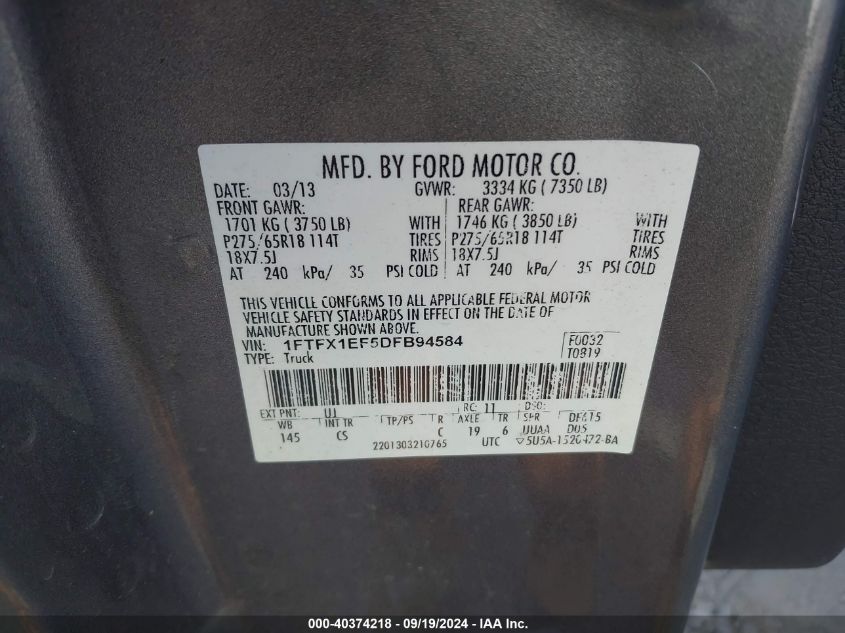 MFD. BY FORD MOTOR CO.
DATE: 03/13 GVWR: 3334 KG ( 7350 LB)
FRONT GAWR: REAR GAWR:
1701 KG ( 3750 LB) WITH 1746 KG ( 3850 LB) WITH
P275/65R18 114T TIRES P275/65R18 114T TIRES
18X7.5J RIMS 18X7.5J RIMS
AT 240 kPa/ 35 PSI COLD AT 240 kPa/ 35 PSI COLD
THIS VEHICLE CONFORMS TO ALL APPLICABLE FEDERAL MOTOR
VEHICLE SAFETY STANDARDS IN EFFECT ON THE DATE OF
MANUFACTURE SHOWN ABOVE.
VIN: 1FTFX1EF5DFB94584 F0032
TYPE: Truck T0819
EXT PNT: UJ RC: 11 DSO:
WB INT TR TP/PS R AXLE TR SPR
145 CS C 19 6 UUAA
2201303210765 UTC
000-40374218 - 09/19/2024 - IAA Inc.